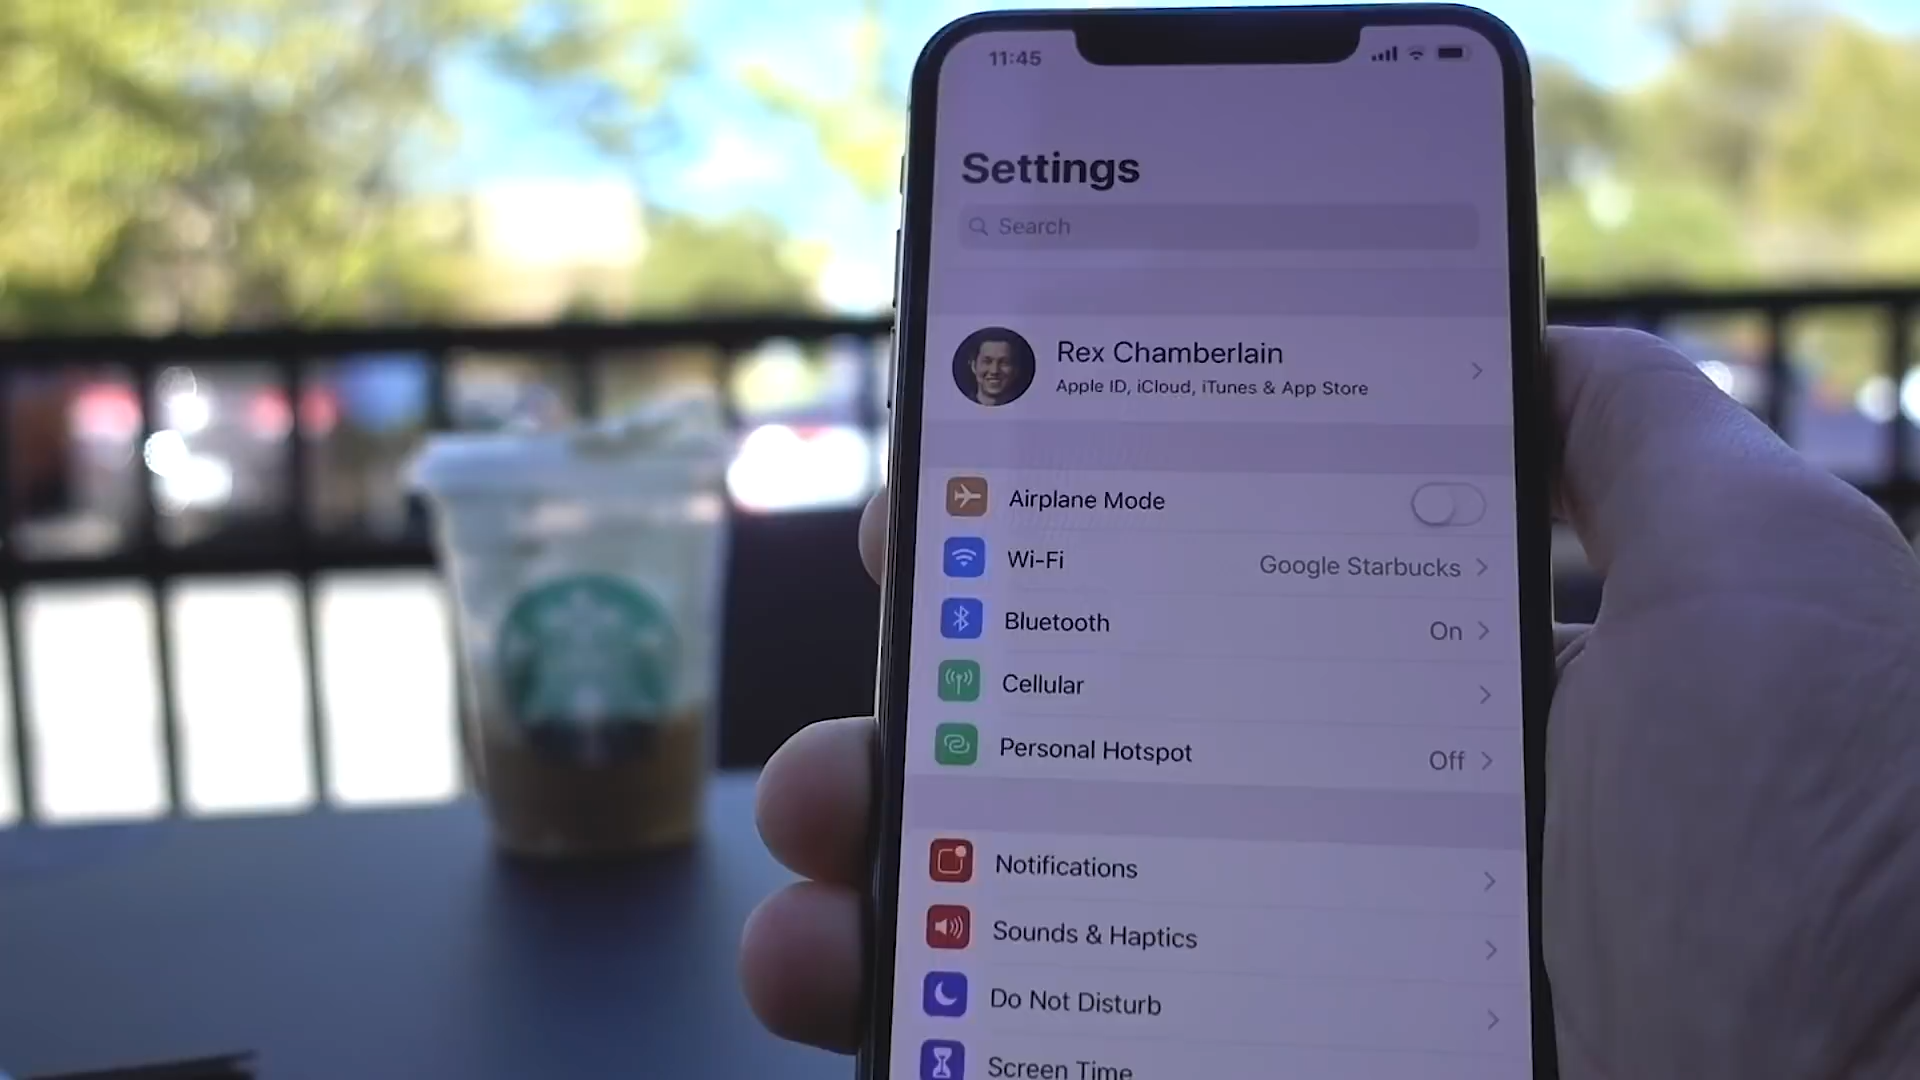 11:45
Settings
Search
Rex Chamberlain
Apple ID, iCloud, iTunes & App Store
Airplane Mode
Wi-Fi
Google Starbucks
Bluetooth
On
Cellular
Personal Hotspot
Off
Notifications
Sounds & Haptics
Do Not Disturb
Screen Time